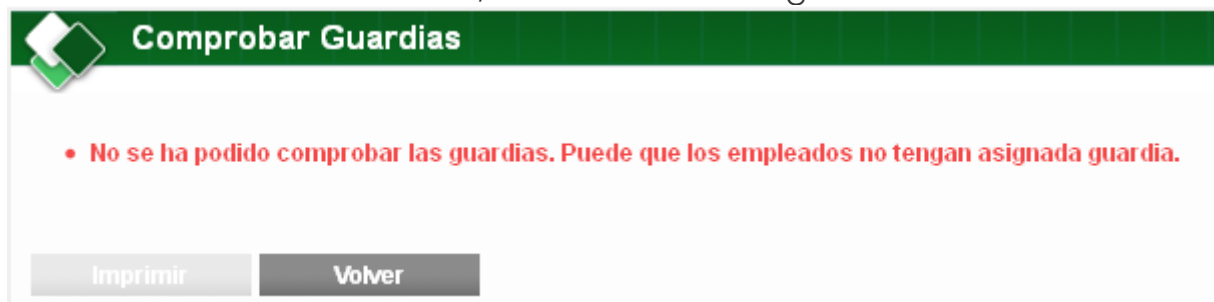 Comprobar Guardias
• No se ha podido comprobar las guardias. Puede que los empleados no tengan asignada guardia.
Imprimir
Volver